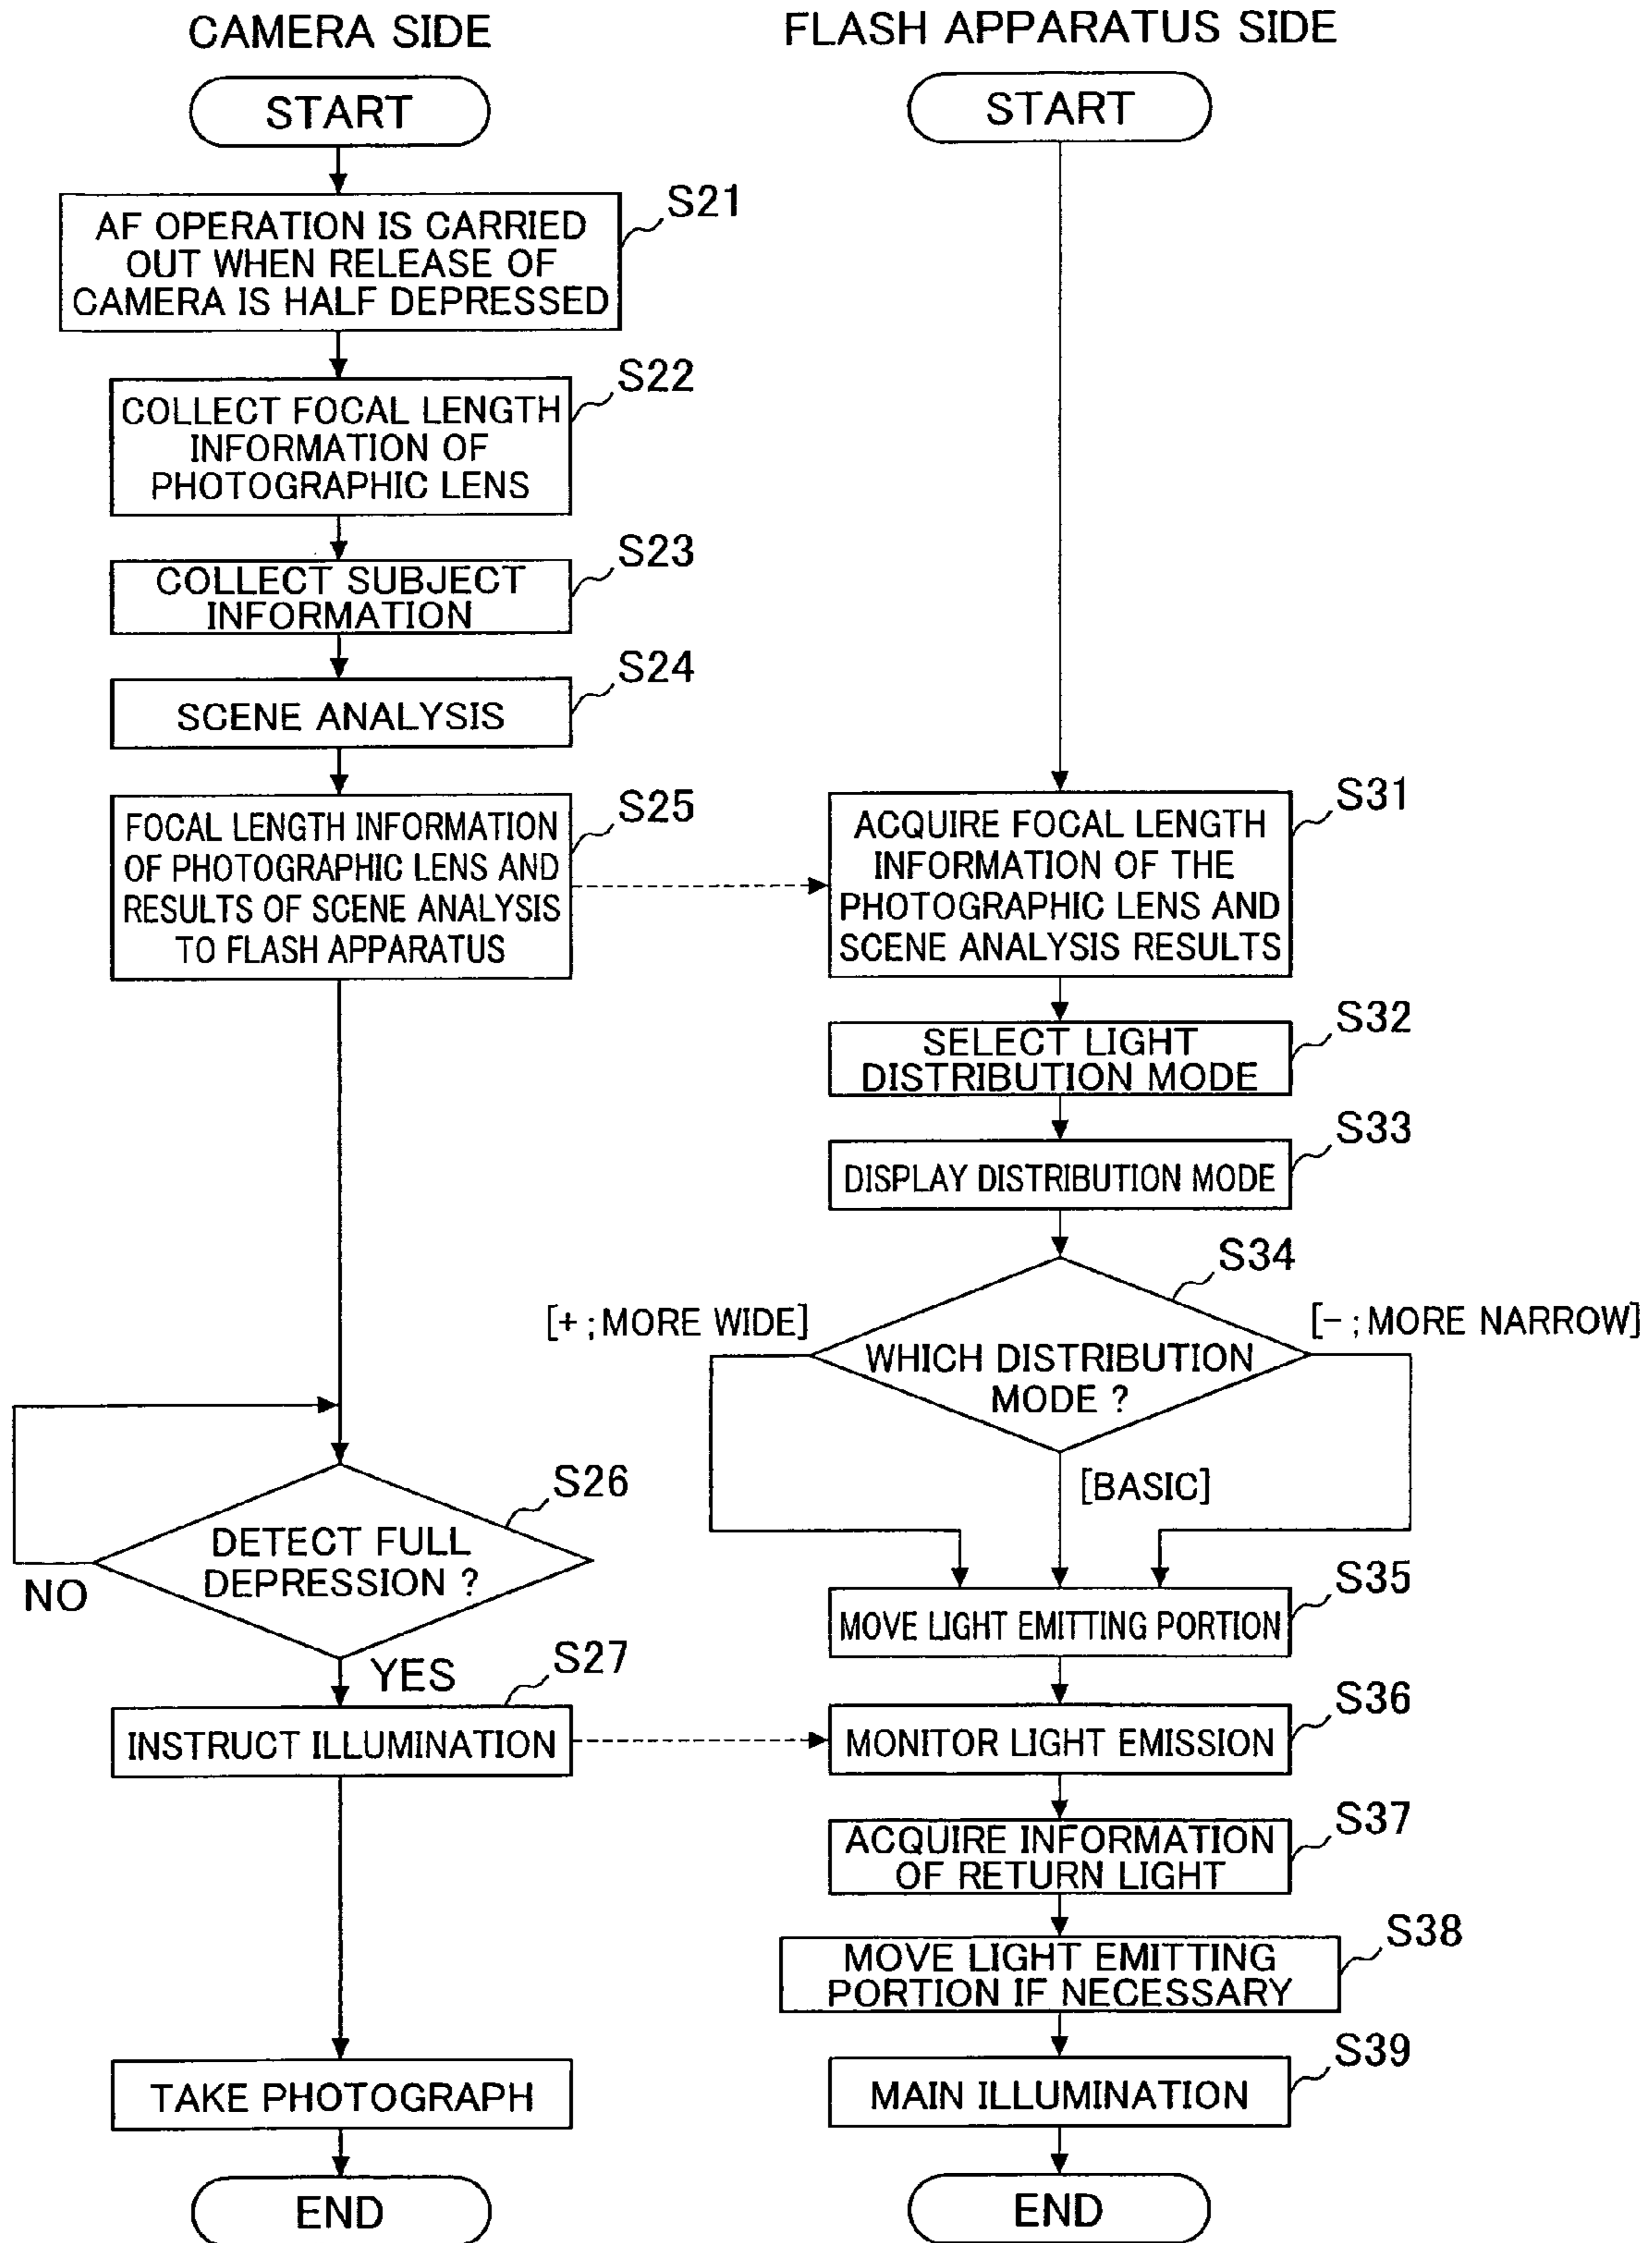 CAMERA SIDE
START
S21
AF OPERATION IS CARRIED
OUT WHEN RELEASE OF
CAMERA IS HALF DEPRESSED
S22
COLLECT FOCAL LENGTH
INFORMATION OF
PHOTOGRAPHIC LENS
S23
COLLECT SUBJECT
INFORMATION
S24
SCENE ANALYSIS
S25
FOCAL LENGTH INFORMATION
OF PHOTOGRAPHIC LENS AND
RESULTS OF SCENE ANALYSIS
TO FLASH APPARATUS
S26
DETECT FULL
DEPRESSION ?
NO
YES
S27
INSTRUCT ILLUMINATION
TAKE PHOTOGRAPH
END
FLASH APPARATUS SIDE
START
S31
ACQUIRE FOCAL LENGTH
INFORMATION OF THE
PHOTOGRAPHIC LENS AND
SCENE ANALYSIS RESULTS
S32
SELECT LIGHT
DISTRIBUTION MODE
S33
DISPLAY DISTRIBUTION MODE
S34
[+ ; MORE WIDE]
[− ; MORE NARROW]
WHICH DISTRIBUTION
MODE ?
[BASIC]
S35
MOVE LIGHT EMITTING PORTION
S36
MONITOR LIGHT EMISSION
S37
ACQUIRE INFORMATION
OF RETURN LIGHT
S38
MOVE LIGHT EMITTING
PORTION IF NECESSARY
S39
MAIN ILLUMINATION
END